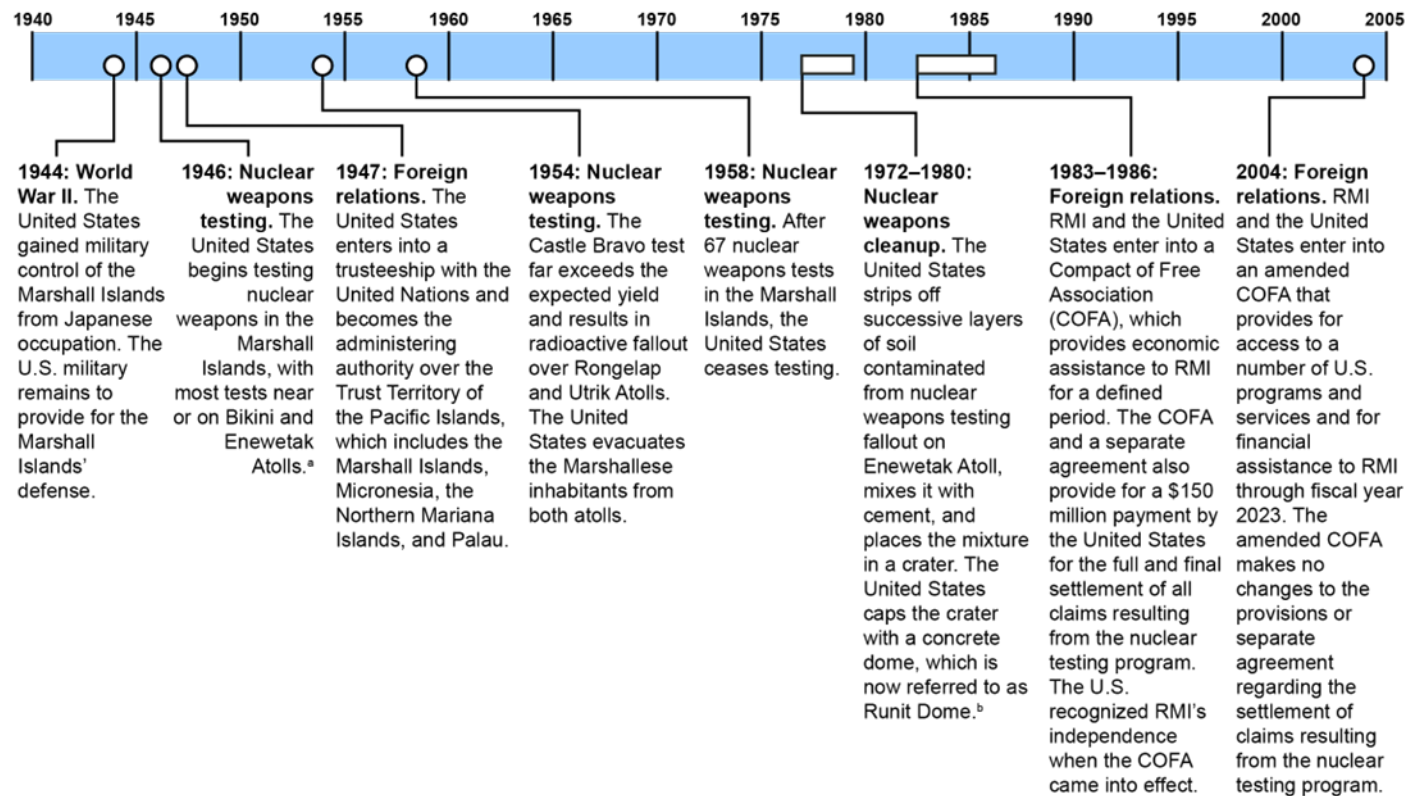 1940 1945 1950 1955 1960 1965 1970 1975 1980 1985 1990 1995 2000 2005
1944: World
War II. The
United States
gained military
control of the
Marshall Islands
from Japanese
occupation. The
U.S. military
remains to
provide for the
Marshall
Islands'
defense.
1946: Nuclear
weapons
testing. The
United States
begins testing
nuclear
weapons in the
Marshall
Islands, with
most tests near
or on Bikini and
Enewetak
Atolls.ᵃ
1947: Foreign
relations. The
United States
enters into a
trusteeship with the
United Nations and
becomes the
administering
authority over the
Trust Territory of
the Pacific Islands,
which includes the
Marshall Islands,
Micronesia, the
Northern Mariana
Islands, and Palau.
1954: Nuclear
weapons
testing. The
Castle Bravo test
far exceeds the
expected yield
and results in
radioactive fallout
over Rongelap
and Utrik Atolls.
The United
States evacuates
the Marshallese
inhabitants from
both atolls.
1958: Nuclear
weapons
testing. After
67 nuclear
weapons tests
in the Marshall
Islands, the
United States
ceases testing.
1972–1980:
Nuclear
weapons
cleanup. The
United States
strips off
successive layers
of soil
contaminated
from nuclear
weapons testing
fallout on
Enewetak Atoll,
mixes it with
cement, and
places the mixture
in a crater. The
United States
caps the crater
with a concrete
dome, which is
now referred to as
Runit Dome.ᵇ
1983–1986:
Foreign relations.
RMI and the United
States enter into a
Compact of Free
Association
(COFA), which
provides economic
assistance to RMI
for a defined
period. The COFA
and a separate
agreement also
provide for a $150
million payment by
the United States
for the full and final
settlement of all
claims resulting
from the nuclear
testing program.
The U.S.
recognized RMI's
independence
when the COFA
came into effect.
2004: Foreign
relations. RMI
and the United
States enter into
an amended
COFA that
provides for
access to a
number of U.S.
programs and
services and for
financial
assistance to RMI
through fiscal year
2023. The
amended COFA
makes no
changes to the
provisions or
separate
agreement
regarding the
settlement of
claims resulting
from the nuclear
testing program.